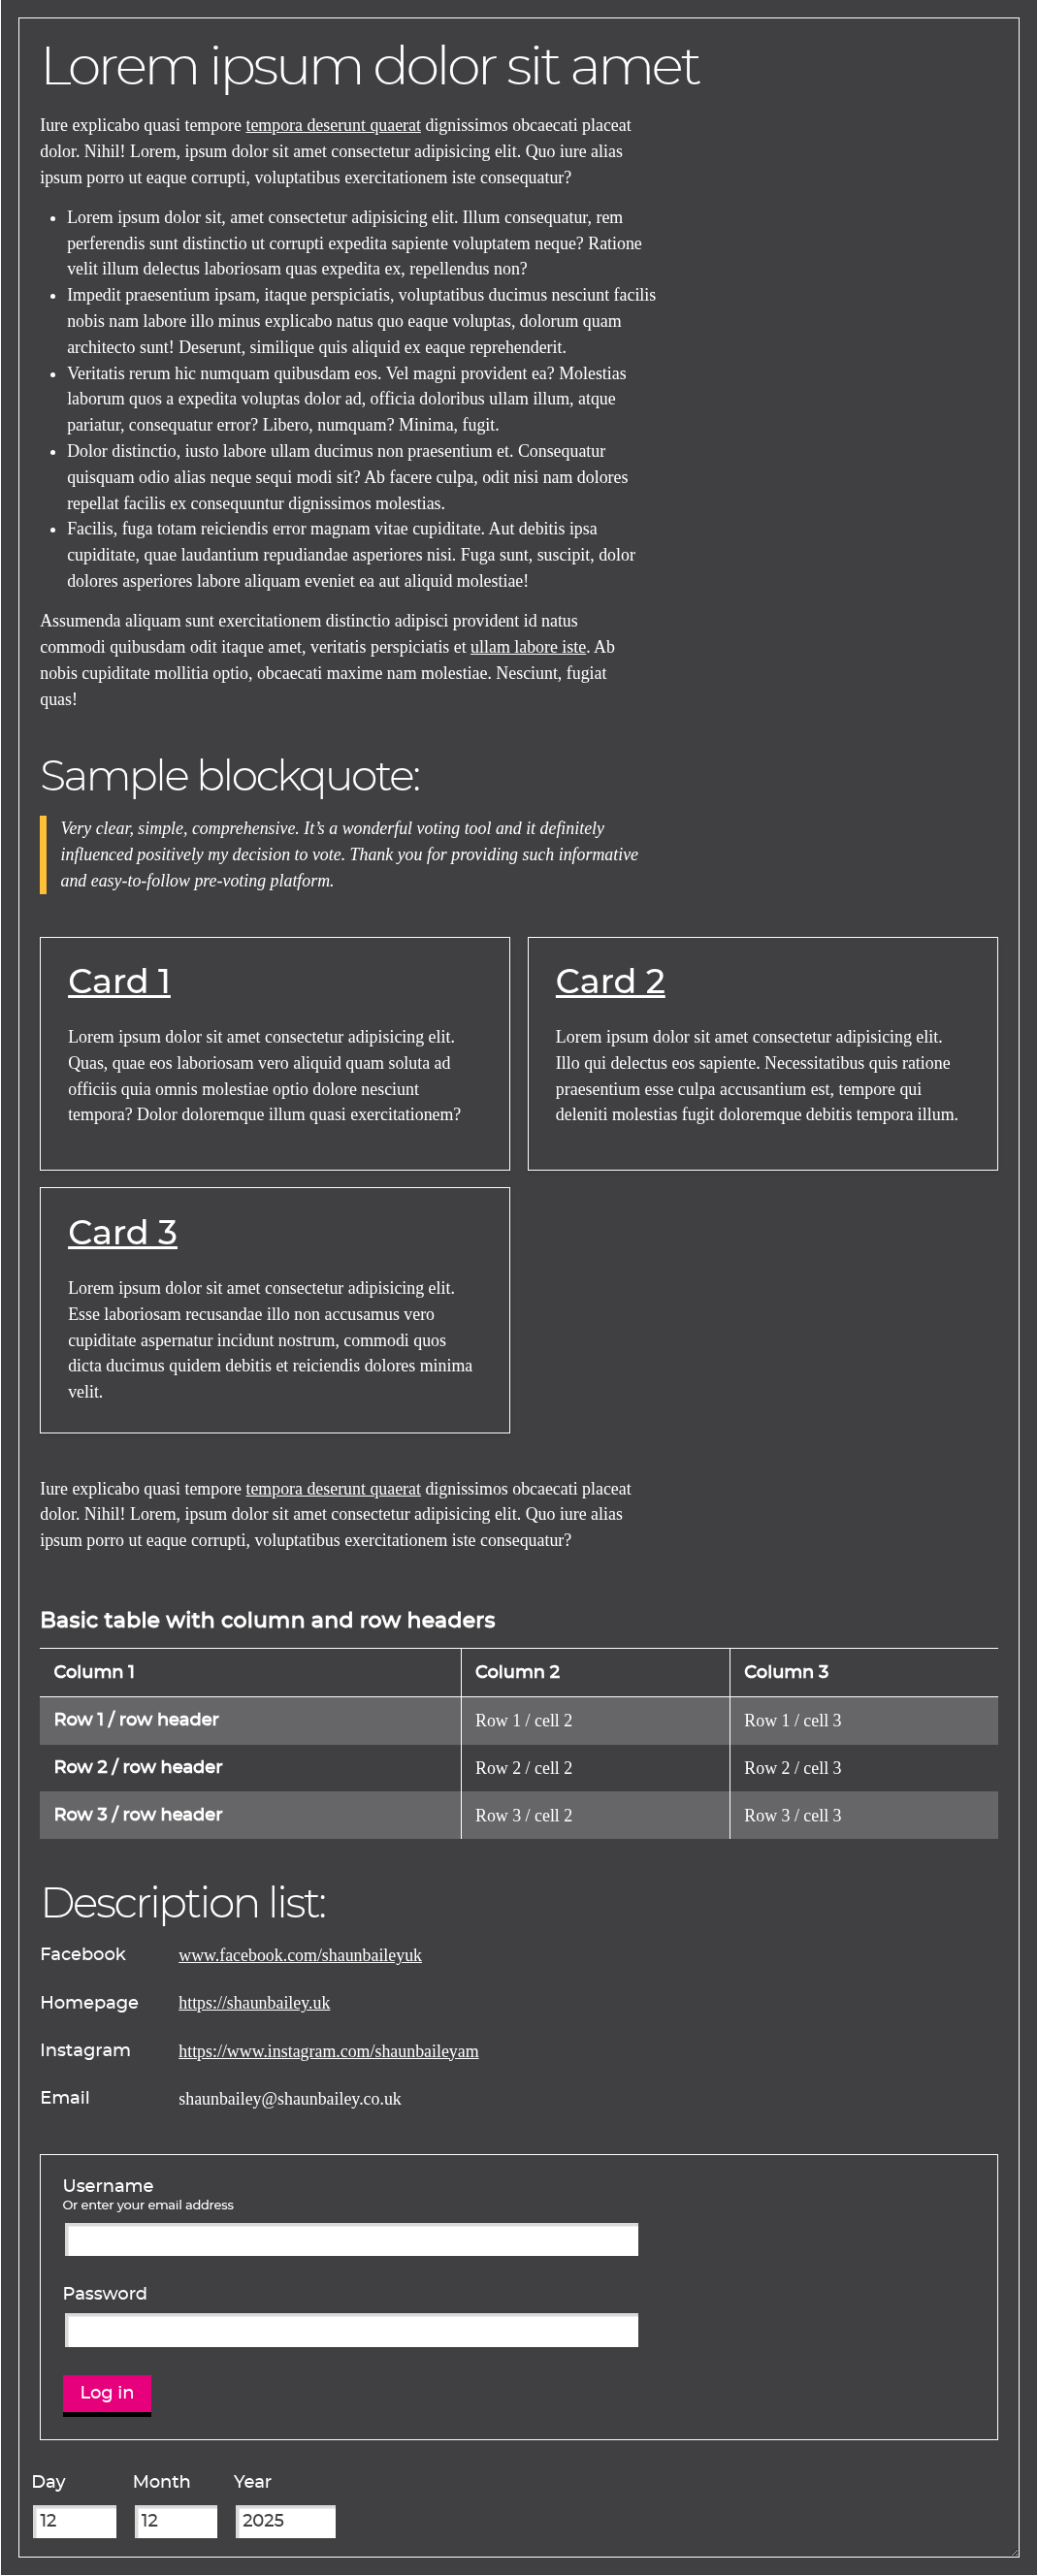 Lorem ipsum dolor sit amet
Iure explicabo quasi tempore tempora deserunt quaerat dignissimos obcaecati placeat
dolor. Nihil! Lorem, ipsum dolor sit amet consectetur adipisicing elit. Quo iure alias
ipsum porro ut eaque corrupti, voluptatibus exercitationem iste consequatur?
• Lorem ipsum dolor sit, amet consectetur adipisicing elit. Illum consequatur, rem
perferendis sunt distinctio ut corrupti expedita sapiente voluptatem neque? Ratione
velit illum delectus laboriosam quas expedita ex, repellendus non?
• Impedit praesentium ipsam, itaque perspiciatis, voluptatibus ducimus nesciunt facilis
nobis nam labore illo minus explicabo natus quo eaque voluptas, dolorum quam
architecto sunt! Deserunt, similique quis aliquid ex eaque reprehenderit.
• Veritatis rerum hic numquam quibusdam eos. Vel magni provident ea? Molestias
laborum quos a expedita voluptas dolor ad, officia doloribus ullam illum, atque
pariatur, consequatur error? Libero, numquam? Minima, fugit.
• Dolor distinctio, iusto labore ullam ducimus non praesentium et. Consequatur
quisquam odio alias neque sequi modi sit? Ab facere culpa, odit nisi nam dolores
repellat facilis ex consequuntur dignissimos molestias.
• Facilis, fuga totam reiciendis error magnam vitae cupiditate. Aut debitis ipsa
cupiditate, quae laudantium repudiandae asperiores nisi. Fuga sunt, suscipit, dolor
dolores asperiores labore aliquam eveniet ea aut aliquid molestiae!
Assumenda aliquam sunt exercitationem distinctio adipisci provident id natus
commodi quibusdam odit itaque amet, veritatis perspiciatis et ullam labore iste. Ab
nobis cupiditate mollitia optio, obcaecati maxime nam molestiae. Nesciunt, fugiat
quas!
Sample blockquote:
Very clear, simple, comprehensive. It’s a wonderful voting tool and it definitely
influenced positively my decision to vote. Thank you for providing such informative
and easy-to-follow pre-voting platform.
Card 1
Lorem ipsum dolor sit amet consectetur adipisicing elit.
Quas, quae eos laboriosam vero aliquid quam soluta ad
officiis quia omnis molestiae optio dolore nesciunt
tempora? Dolor doloremque illum quasi exercitationem?
Card 2
Lorem ipsum dolor sit amet consectetur adipisicing elit.
Illo qui delectus eos sapiente. Necessitatibus quis ratione
praesentium esse culpa accusantium est, tempore qui
deleniti molestias fugit doloremque debitis tempora illum.
Card 3
Lorem ipsum dolor sit amet consectetur adipisicing elit.
Esse laboriosam recusandae illo non accusamus vero
cupiditate aspernatur incidunt nostrum, commodi quos
dicta ducimus quidem debitis et reiciendis dolores minima
velit.
Iure explicabo quasi tempore tempora deserunt quaerat dignissimos obcaecati placeat
dolor. Nihil! Lorem, ipsum dolor sit amet consectetur adipisicing elit. Quo iure alias
ipsum porro ut eaque corrupti, voluptatibus exercitationem iste consequatur?
Basic table with column and row headers
Column 1 Column 2 Column 3
Row 1 / row header Row 1 / cell 2 Row 1 / cell 3
Row 2 / row header Row 2 / cell 2 Row 2 / cell 3
Row 3 / row header Row 3 / cell 2 Row 3 / cell 3
Description list:
Facebook www.facebook.com/shaunbaileyuk
Homepage https://shaunbailey.uk
Instagram https://www.instagram.com/shaunbaileyam
Email shaunbailey@shaunbailey.co.uk
Username
Or enter your email address
Password
Log in
Day Month Year
12 12 2025